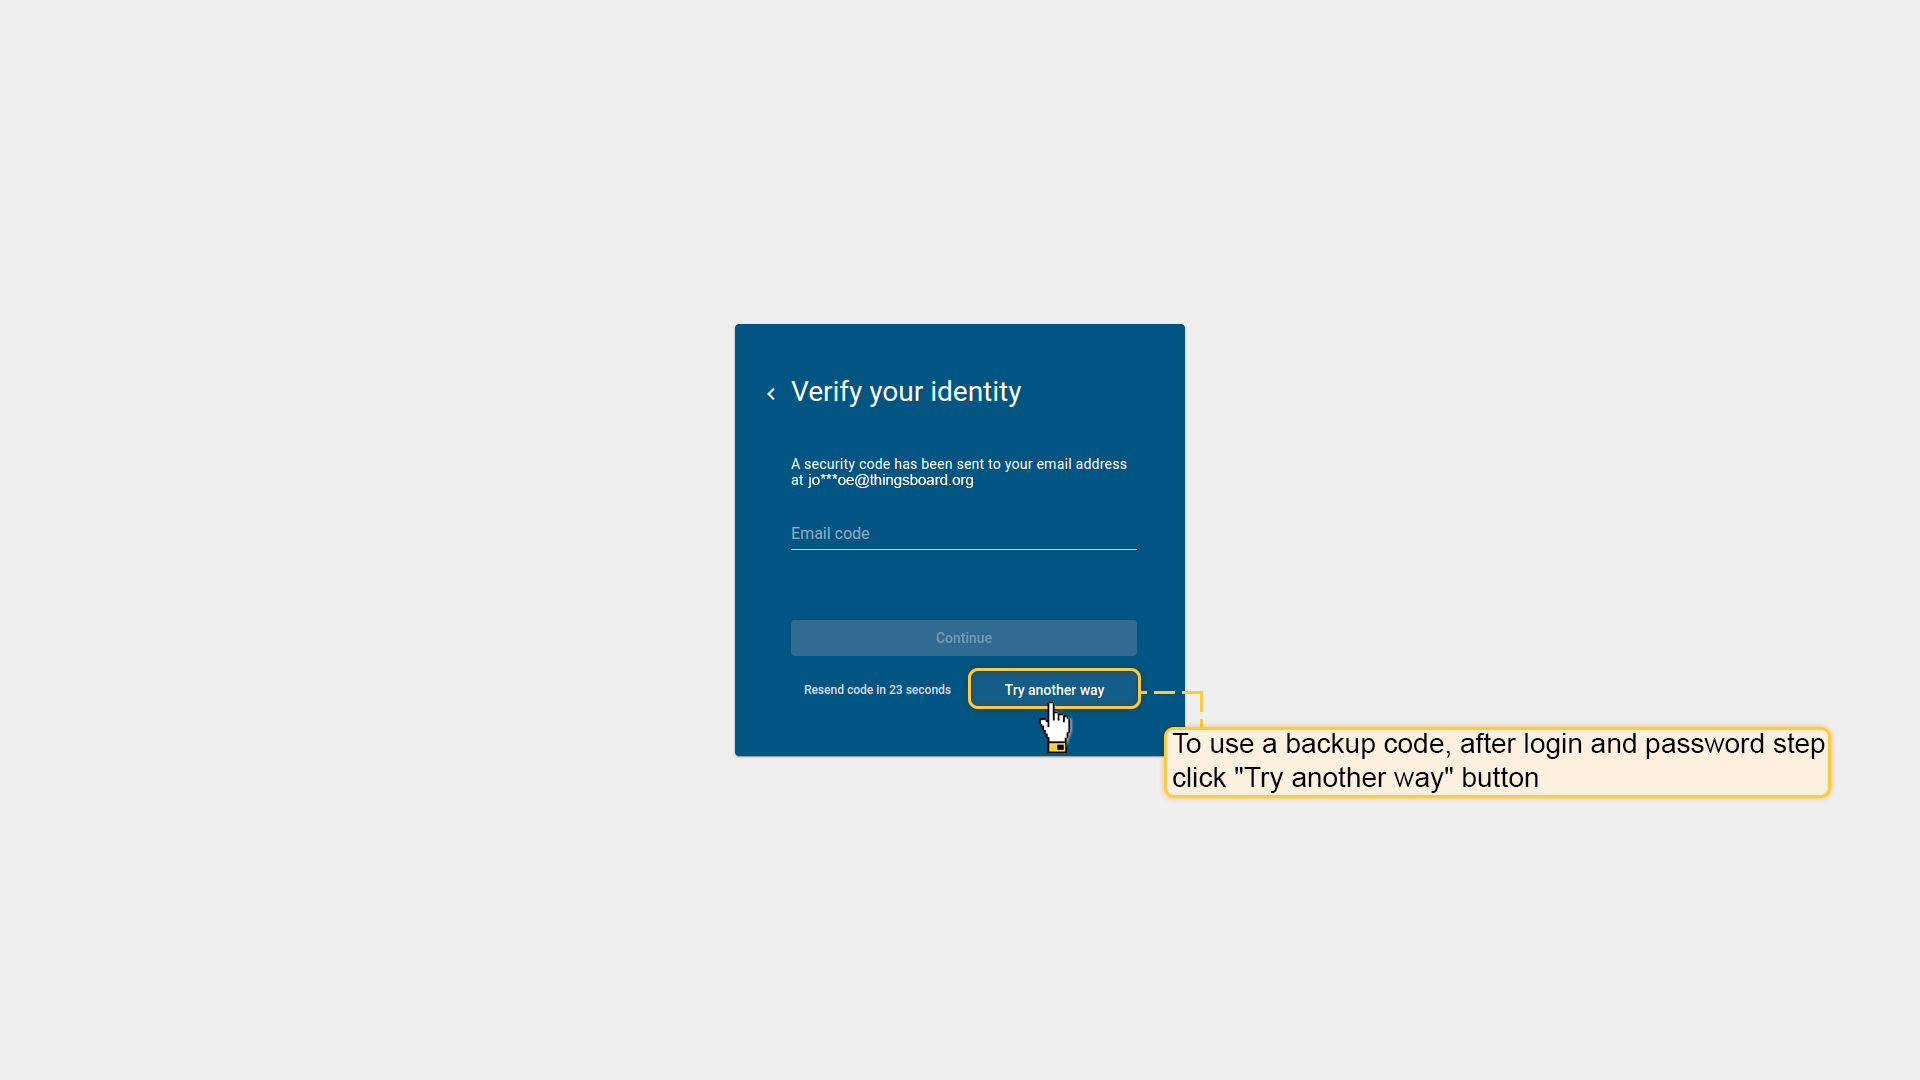 Verify your identity
A security code has been sent to your email address
at jo***oe@thingsboard.org
Email code
Continue
Resend code in 23 seconds
Try another way
To use a backup code, after login and password step
click "Try another way" button